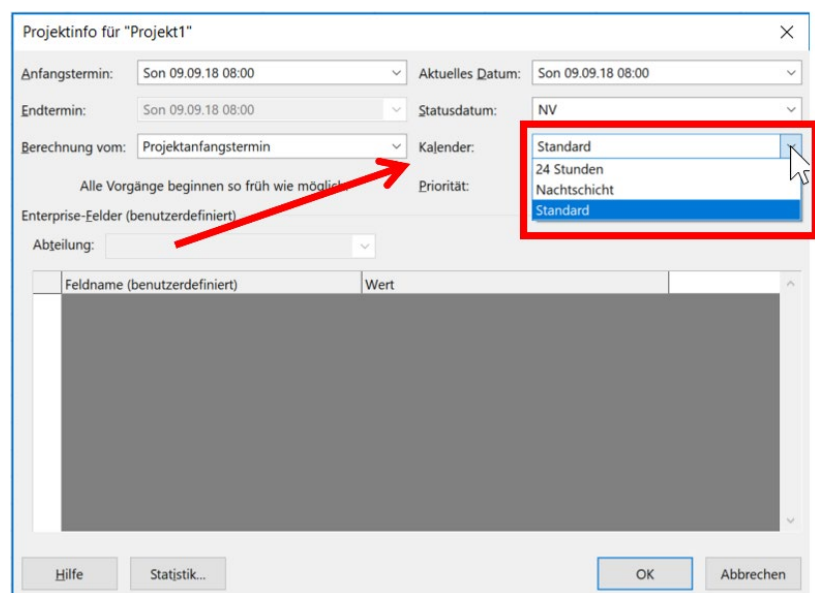 Projektinfo für "Projekt1"
Anfangstermin: Son 09.09.18 08:00 Aktuelles Datum: Son 09.09.18 08:00
Endtermin: Son 09.09.18 08:00 Statusdatum: NV
Berechnung vom: Projektanfangstermin Kalender: Standard
24 Stunden
Nachtschicht
Standard
Alle Vorgänge beginnen so früh wie möglich. Priorität:
Enterprise-Felder (benutzerdefiniert)
Abteilung:
Feldname (benutzerdefiniert) Wert
Hilfe Statistik... OK Abbrechen